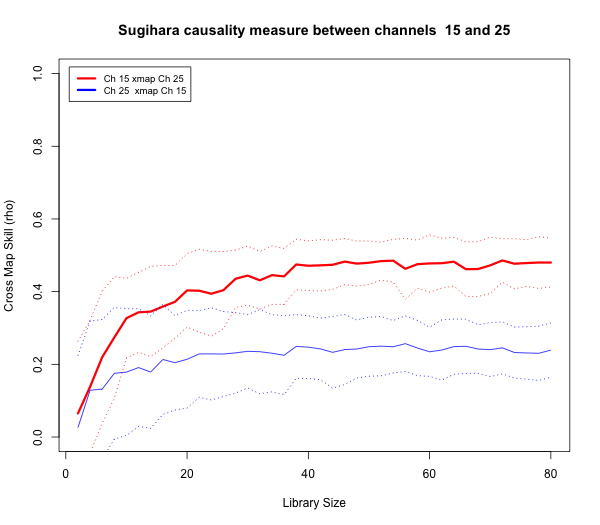 Sugihara causality measure between channels  15 and 25
Ch 15 xmap Ch 25
Ch 25  xmap Ch 15
Cross Map Skill (rho)
1.0
0.8
0.6
0.4
0.2
0.0
0 20 40 60 80
Library Size